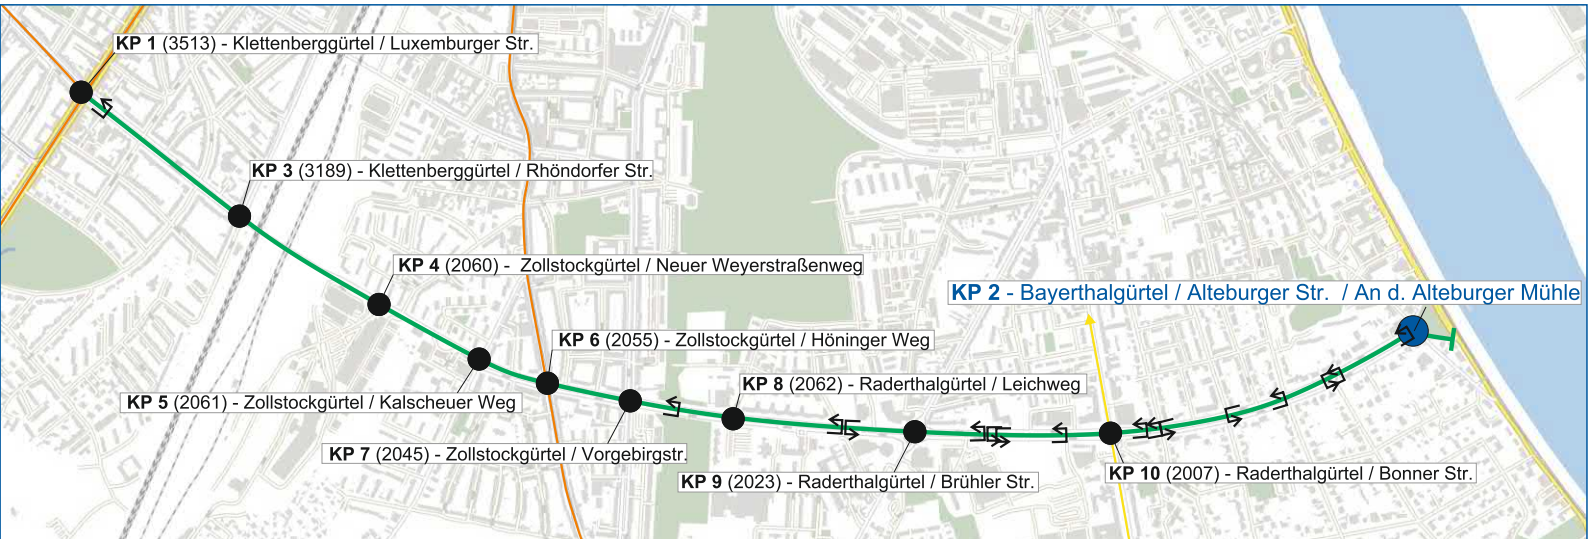 KP 1 (3513) - Klettenberggürtel / Luxemburger Str.
KP 3 (3189) - Klettenberggürtel / Rhöndorfer Str.
KP 4 (2060) - Zollstockgürtel / Neuer Weyerstraßenweg
KP 2 - Bayerthalgürtel / Alteburger Str. / An d. Alteburger Mühle
KP 6 (2055) - Zollstockgürtel / Höninger Weg
KP 8 (2062) - Raderthalgürtel / Leichweg
KP 5 (2061) - Zollstockgürtel / Kalscheuer Weg
KP 7 (2045) - Zollstockgürtel / Vorgebirgstr.
KP 10 (2007) - Raderthalgürtel / Bonner Str.
KP 9 (2023) - Raderthalgürtel / Brühler Str.